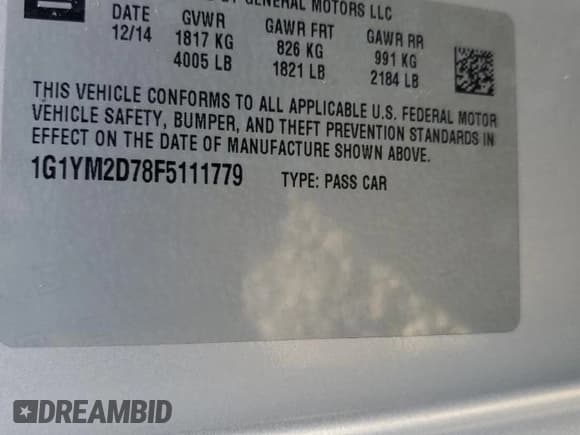 BY GENERAL MOTORS LLC
DATE GVWR GAWR FRT GAWR RR
12/14 1817 KG 826 KG 991 KG
4005 LB 1821 LB 2184 LB
THIS VEHICLE CONFORMS TO ALL APPLICABLE U.S. FEDERAL MOTOR
VEHICLE SAFETY, BUMPER, AND THEFT PREVENTION STANDARDS IN
EFFECT ON THE DATE OF MANUFACTURE SHOWN ABOVE.
1G1YM2D78F5111779 TYPE: PASS CAR
DREAMBID